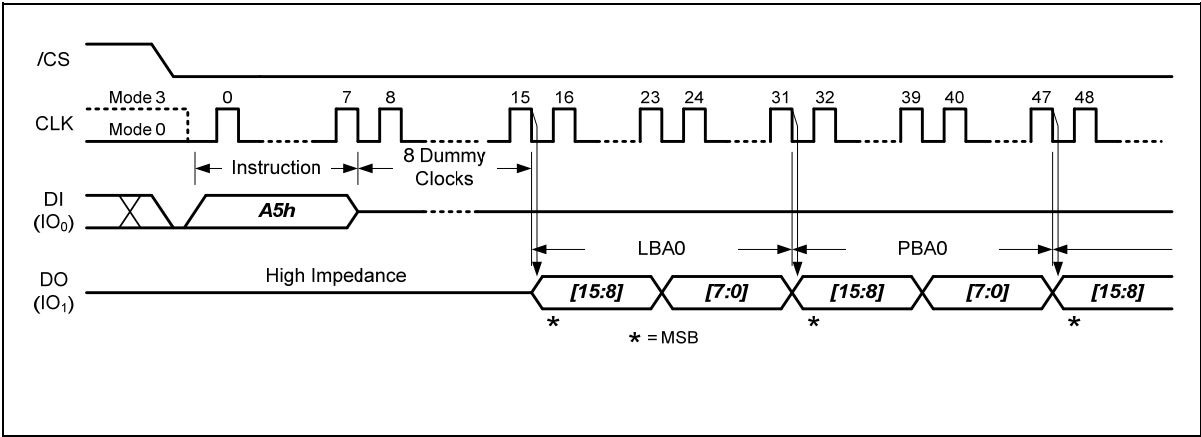 /CS
Mode 3
0
7
8
15
16
23
24
31
32
39
40
47
48
CLK
Mode 0
Instruction
8 Dummy
Clocks
DI
(IO0)
A5h
LBA0
PBA0
DO
(IO1)
High Impedance
[15:8]
[7:0]
[15:8]
[7:0]
[15:8]
*
*
*
* = MSB